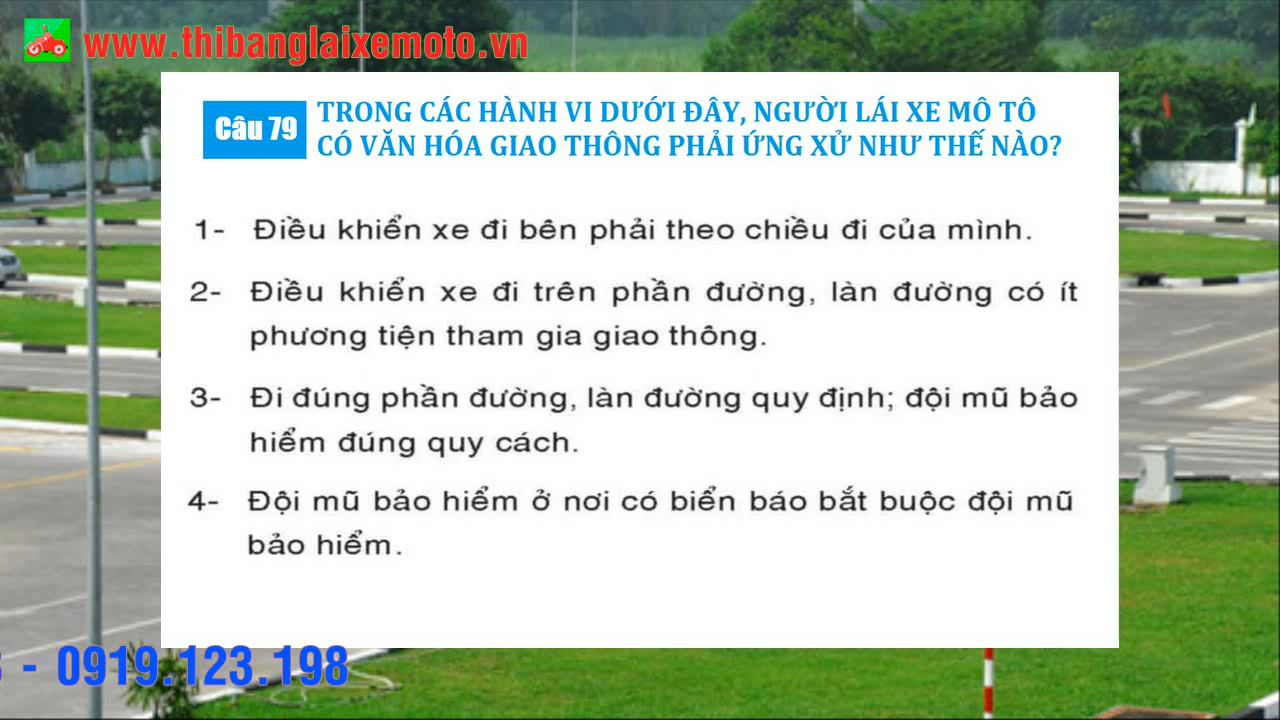 www.thibanglaixemoto.vn
Câu 79
TRONG CÁC HÀNH VI DƯỚI ĐÂY, NGƯỜI LÁI XE MÔ TÔ
CÓ VĂN HÓA GIAO THÔNG PHẢI ỨNG XỬ NHƯ THẾ NÀO?
1- Điều khiển xe đi bên phải theo chiều đi của mình.
2- Điều khiển xe đi trên phần đường, làn đường có ít
phương tiện tham gia giao thông.
3- Đi đúng phần đường, làn đường quy định; đội mũ bảo
hiểm đúng quy cách.
4- Đội mũ bảo hiểm ở nơi có biển báo bắt buộc đội mũ
bảo hiểm.
- 0919.123.198